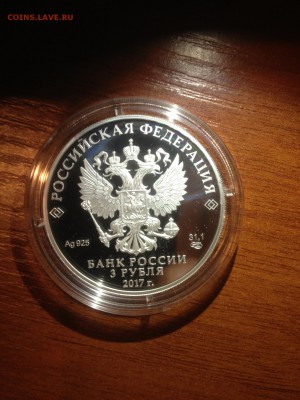 COINS.LAVE.RU
РОССИЙСКАЯ ФЕДЕРАЦИЯ
Ag 925
31,1
БАНК РОССИИ
3 РУБЛЯ
2017 г.